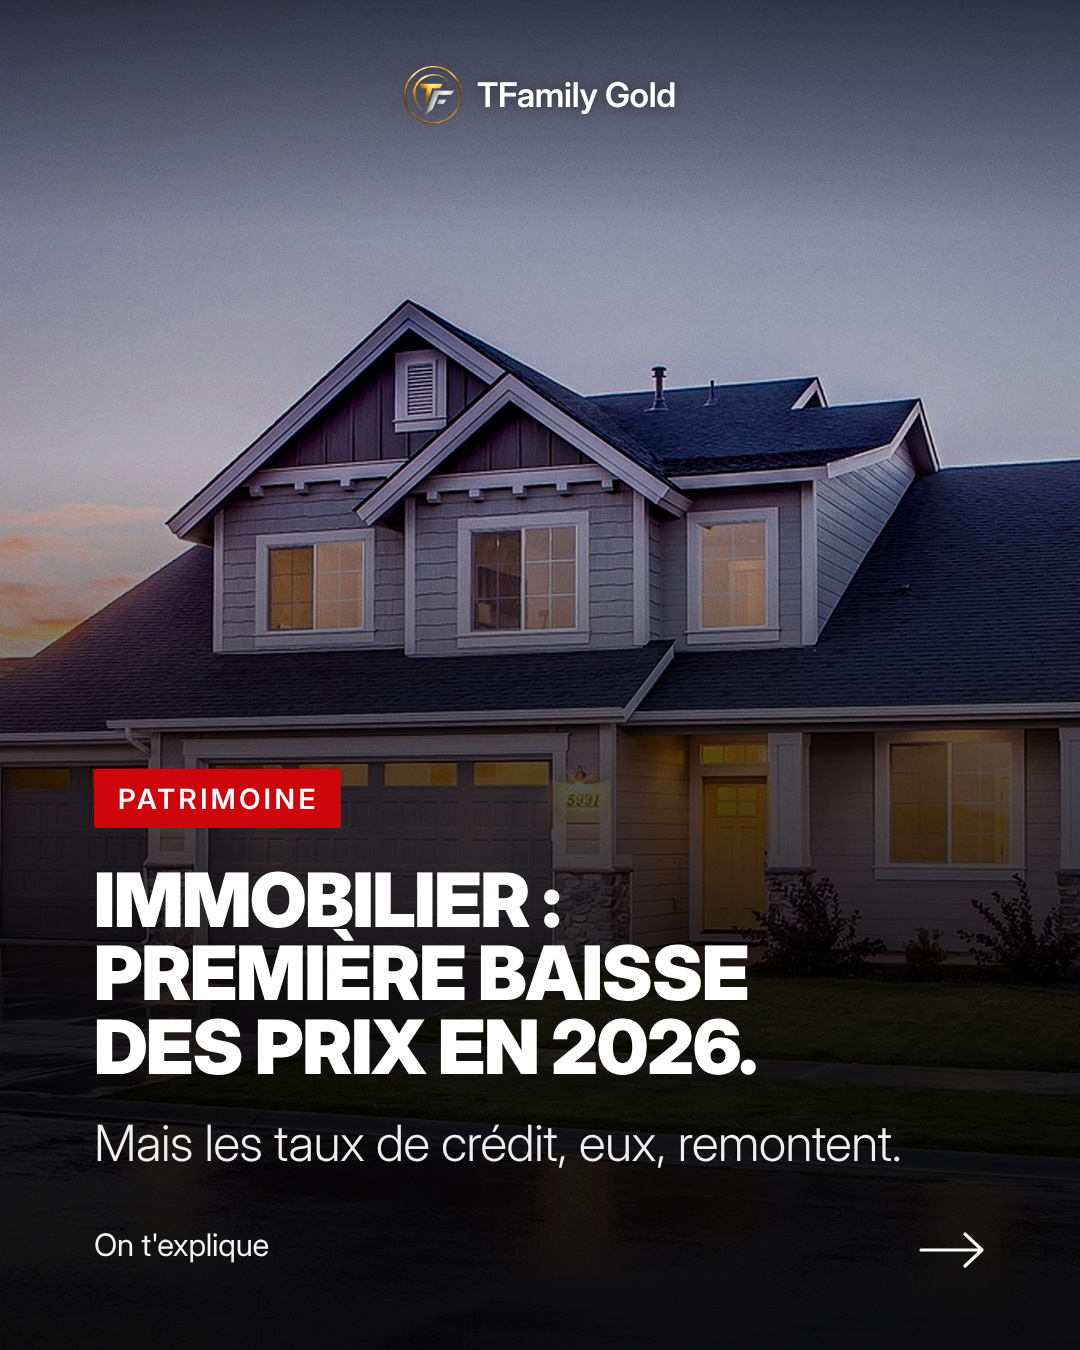 TFamily Gold
5991
PATRIMOINE
IMMOBILIER :
PREMIÈRE BAISSE
DES PRIX EN 2026.
Mais les taux de crédit, eux, remontent.
On t'explique